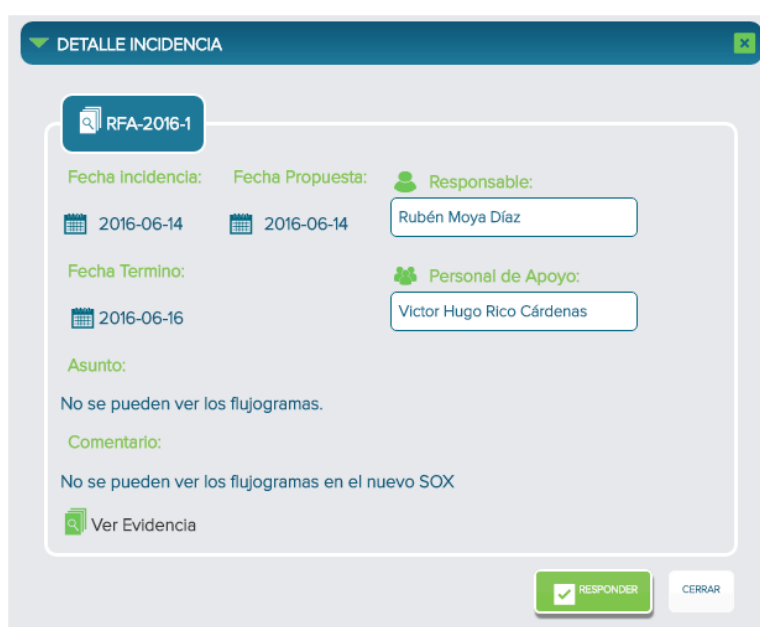 DETALLE INCIDENCIA
RFA-2016-1
Fecha incidencia: Fecha Propuesta: Responsable:
2016-06-14 2016-06-14 Rubén Moya Díaz
Fecha Termino: Personal de Apoyo:
2016-06-16 Victor Hugo Rico Cárdenas
Asunto:
No se pueden ver los flujogramas.
Comentario:
No se pueden ver los flujogramas en el nuevo SOX
Ver Evidencia
RESPONDER CERRAR